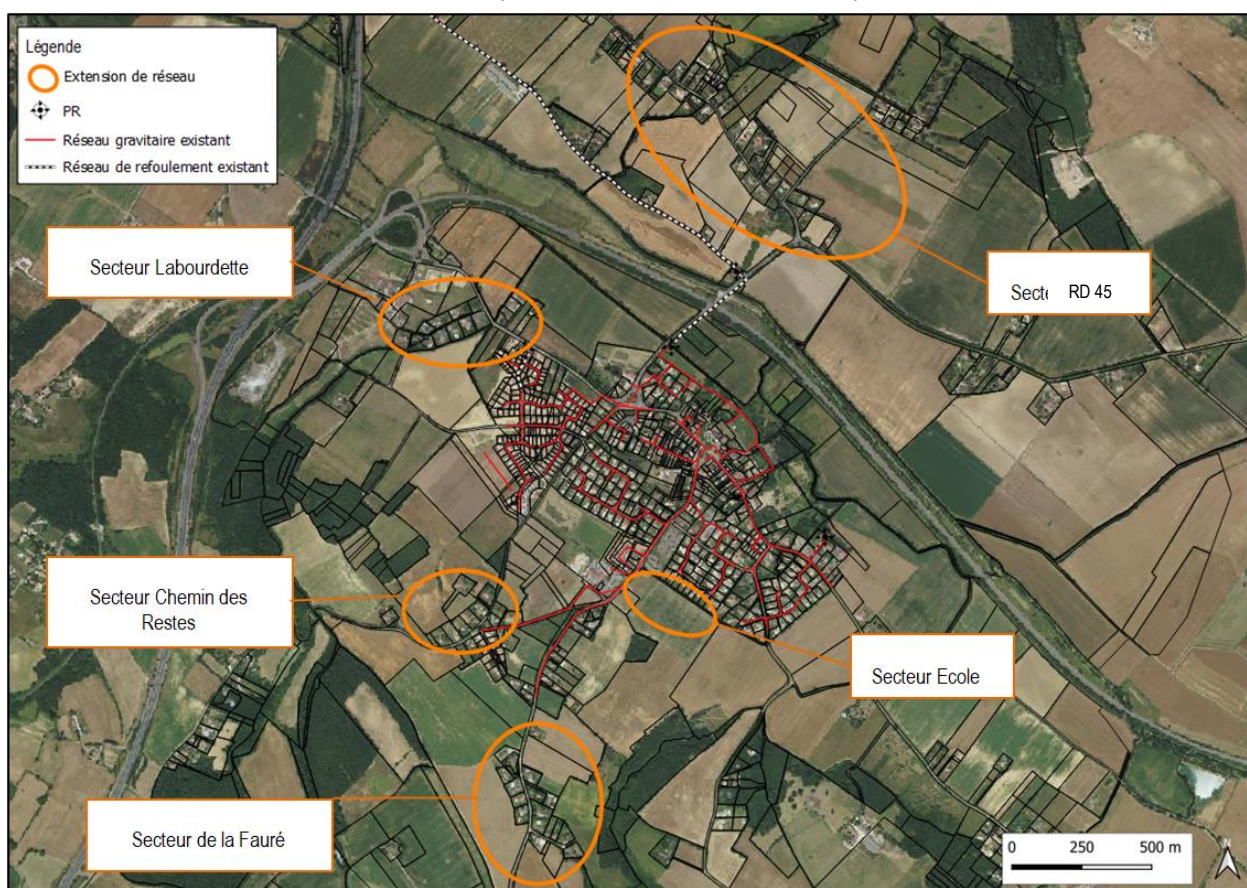 Légende
Extension de réseau
PR
Réseau gravitaire existant
Réseau de refoulement existant
Secteur Labourdette
Secte RD 45
Secteur Chemin des
Restes
Secteur Ecole
Secteur de la Fauré
0 250 500 m